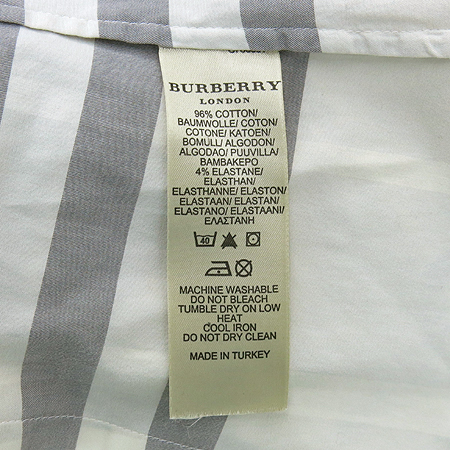 BURBERRY
LONDON
96% COTTON/
BAUMWOLLE/ COTON/
COTONE/ KATOEN/
BOMULL/ ALGODON/
ALGODAO/ PUUVILLA/
ΒΑΜΒΑΚΕΡΟ
4% ELASTANE/
ELASTHAN/
ELASTHANNE/ ELASTON/
ELASTAAN/ ELASTAN/
ELASTANO/ ELASTAANI/
ΕΛΑΣΤΑΝΗ
40
MACHINE WASHABLE
DO NOT BLEACH
TUMBLE DRY ON LOW
HEAT
COOL IRON
DO NOT DRY CLEAN
MADE IN TURKEY